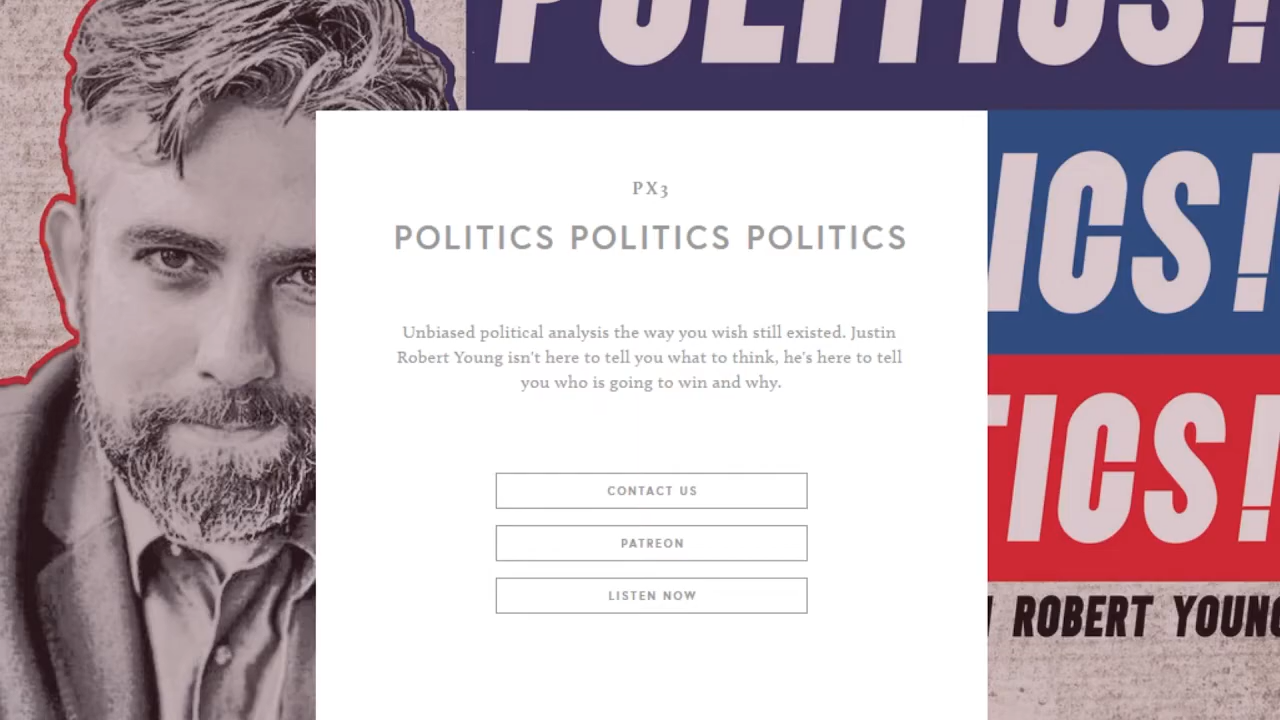 POLITICS!
PX3
POLITICS POLITICS POLITICS
ICS!
Unbiased political analysis the way you wish still existed. Justin
Robert Young isn't here to tell you what to think, he's here to tell
you who is going to win and why.
TICS!
CONTACT US
PATREON
LISTEN NOW
ROBERT YOUNG